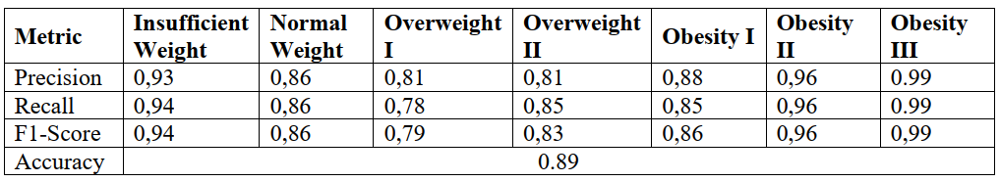 Metric Insufficient Weight Normal Weight Overweight I Overweight II Obesity I Obesity II Obesity III
Precision 0,93 0,86 0,81 0,81 0,88 0,96 0.99
Recall 0,94 0,86 0,78 0,85 0,85 0,96 0.99
F1-Score 0,94 0,86 0,79 0,83 0,86 0,96 0,99
Accuracy 0.89